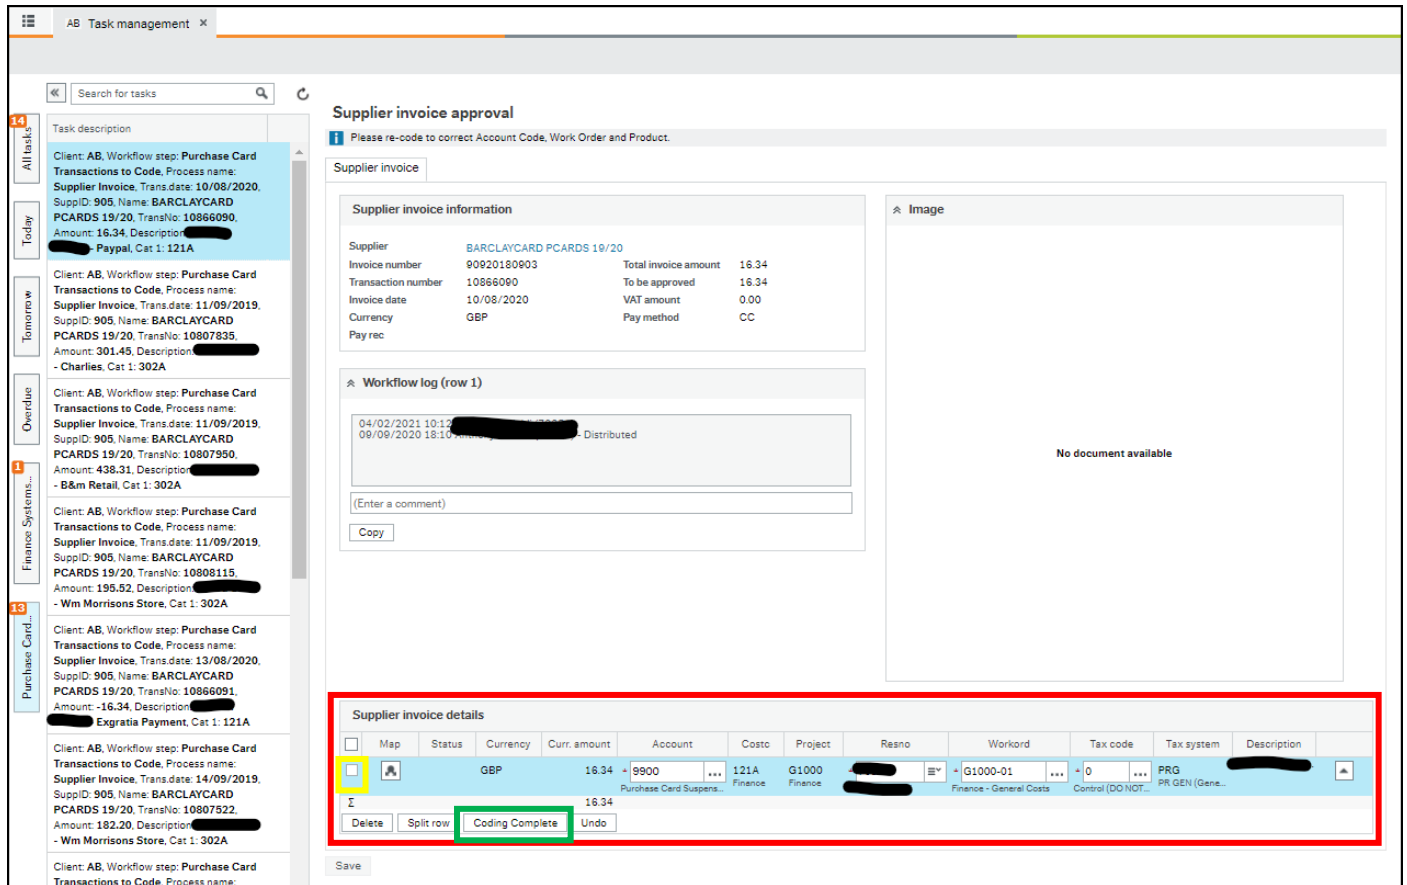 AB Task management ×
Search for tasks
14
All tasks
Today
Tomorrow
Overdue
1
Finance Systems...
13
Purchase Card...
Task description
Client: AB, Workflow step: Purchase Card
Transactions to Code, Process name:
Supplier Invoice, Trans.date: 10/08/2020,
SuppID: 905, Name: BARCLAYCARD
PCARDS 19/20, TransNo: 10866090,
Amount: 16.34, Description
- Paypal, Cat 1: 121A
Client: AB, Workflow step: Purchase Card
Transactions to Code, Process name:
Supplier Invoice, Trans.date: 11/09/2019,
SuppID: 905, Name: BARCLAYCARD
PCARDS 19/20, TransNo: 10807835,
Amount: 301.45, Description:
- Charlies, Cat 1: 302A
Client: AB, Workflow step: Purchase Card
Transactions to Code, Process name:
Supplier Invoice, Trans.date: 11/09/2019,
SuppID: 905, Name: BARCLAYCARD
PCARDS 19/20, TransNo: 10807950,
Amount: 438.31, Description
- B&m Retail, Cat 1: 302A
Client: AB, Workflow step: Purchase Card
Transactions to Code, Process name:
Supplier Invoice, Trans.date: 11/09/2019,
SuppID: 905, Name: BARCLAYCARD
PCARDS 19/20, TransNo: 10808115,
Amount: 195.52, Description:
- Wm Morrisons Store, Cat 1: 302A
Client: AB, Workflow step: Purchase Card
Transactions to Code, Process name:
Supplier Invoice, Trans.date: 13/08/2020,
SuppID: 905, Name: BARCLAYCARD
PCARDS 19/20, TransNo: 10866091,
Amount: -16.34, Description
Exgratia Payment, Cat 1: 121A
Client: AB, Workflow step: Purchase Card
Transactions to Code, Process name:
Supplier Invoice, Trans.date: 14/09/2019,
SuppID: 905, Name: BARCLAYCARD
PCARDS 19/20, TransNo: 10807522,
Amount: 182.20, Description
- Wm Morrisons Store, Cat 1: 302A
Client: AB, Workflow step: Purchase Card
Transactions to Code, Process name:
Supplier invoice approval
i Please re-code to correct Account Code, Work Order and Product.
Supplier invoice
Supplier invoice information
Supplier BARCLAYCARD PCARDS 19/20
Invoice number 90920180903 Total invoice amount 16.34
Transaction number 10866090 To be approved 16.34
Invoice date 10/08/2020 VAT amount 0.00
Currency GBP Pay method CC
Pay rec
Workflow log (row 1)
04/02/2021 10:12
09/09/2020 18:10 - Distributed
(Enter a comment)
Copy
Image
No document available
Supplier invoice details
Map Status Currency Curr. amount Account Costc Project Resno Workord Tax code Tax system Description
GBP 16.34 * 9900 ... 121A G1000 * * G1000-01 ... * 0 ... PRG
Purchase Card Suspens... Finance Finance Finance - General Costs Control (DO NOT... PR GEN (Gene...
Σ 16.34
Delete Split row Coding Complete Undo
Save